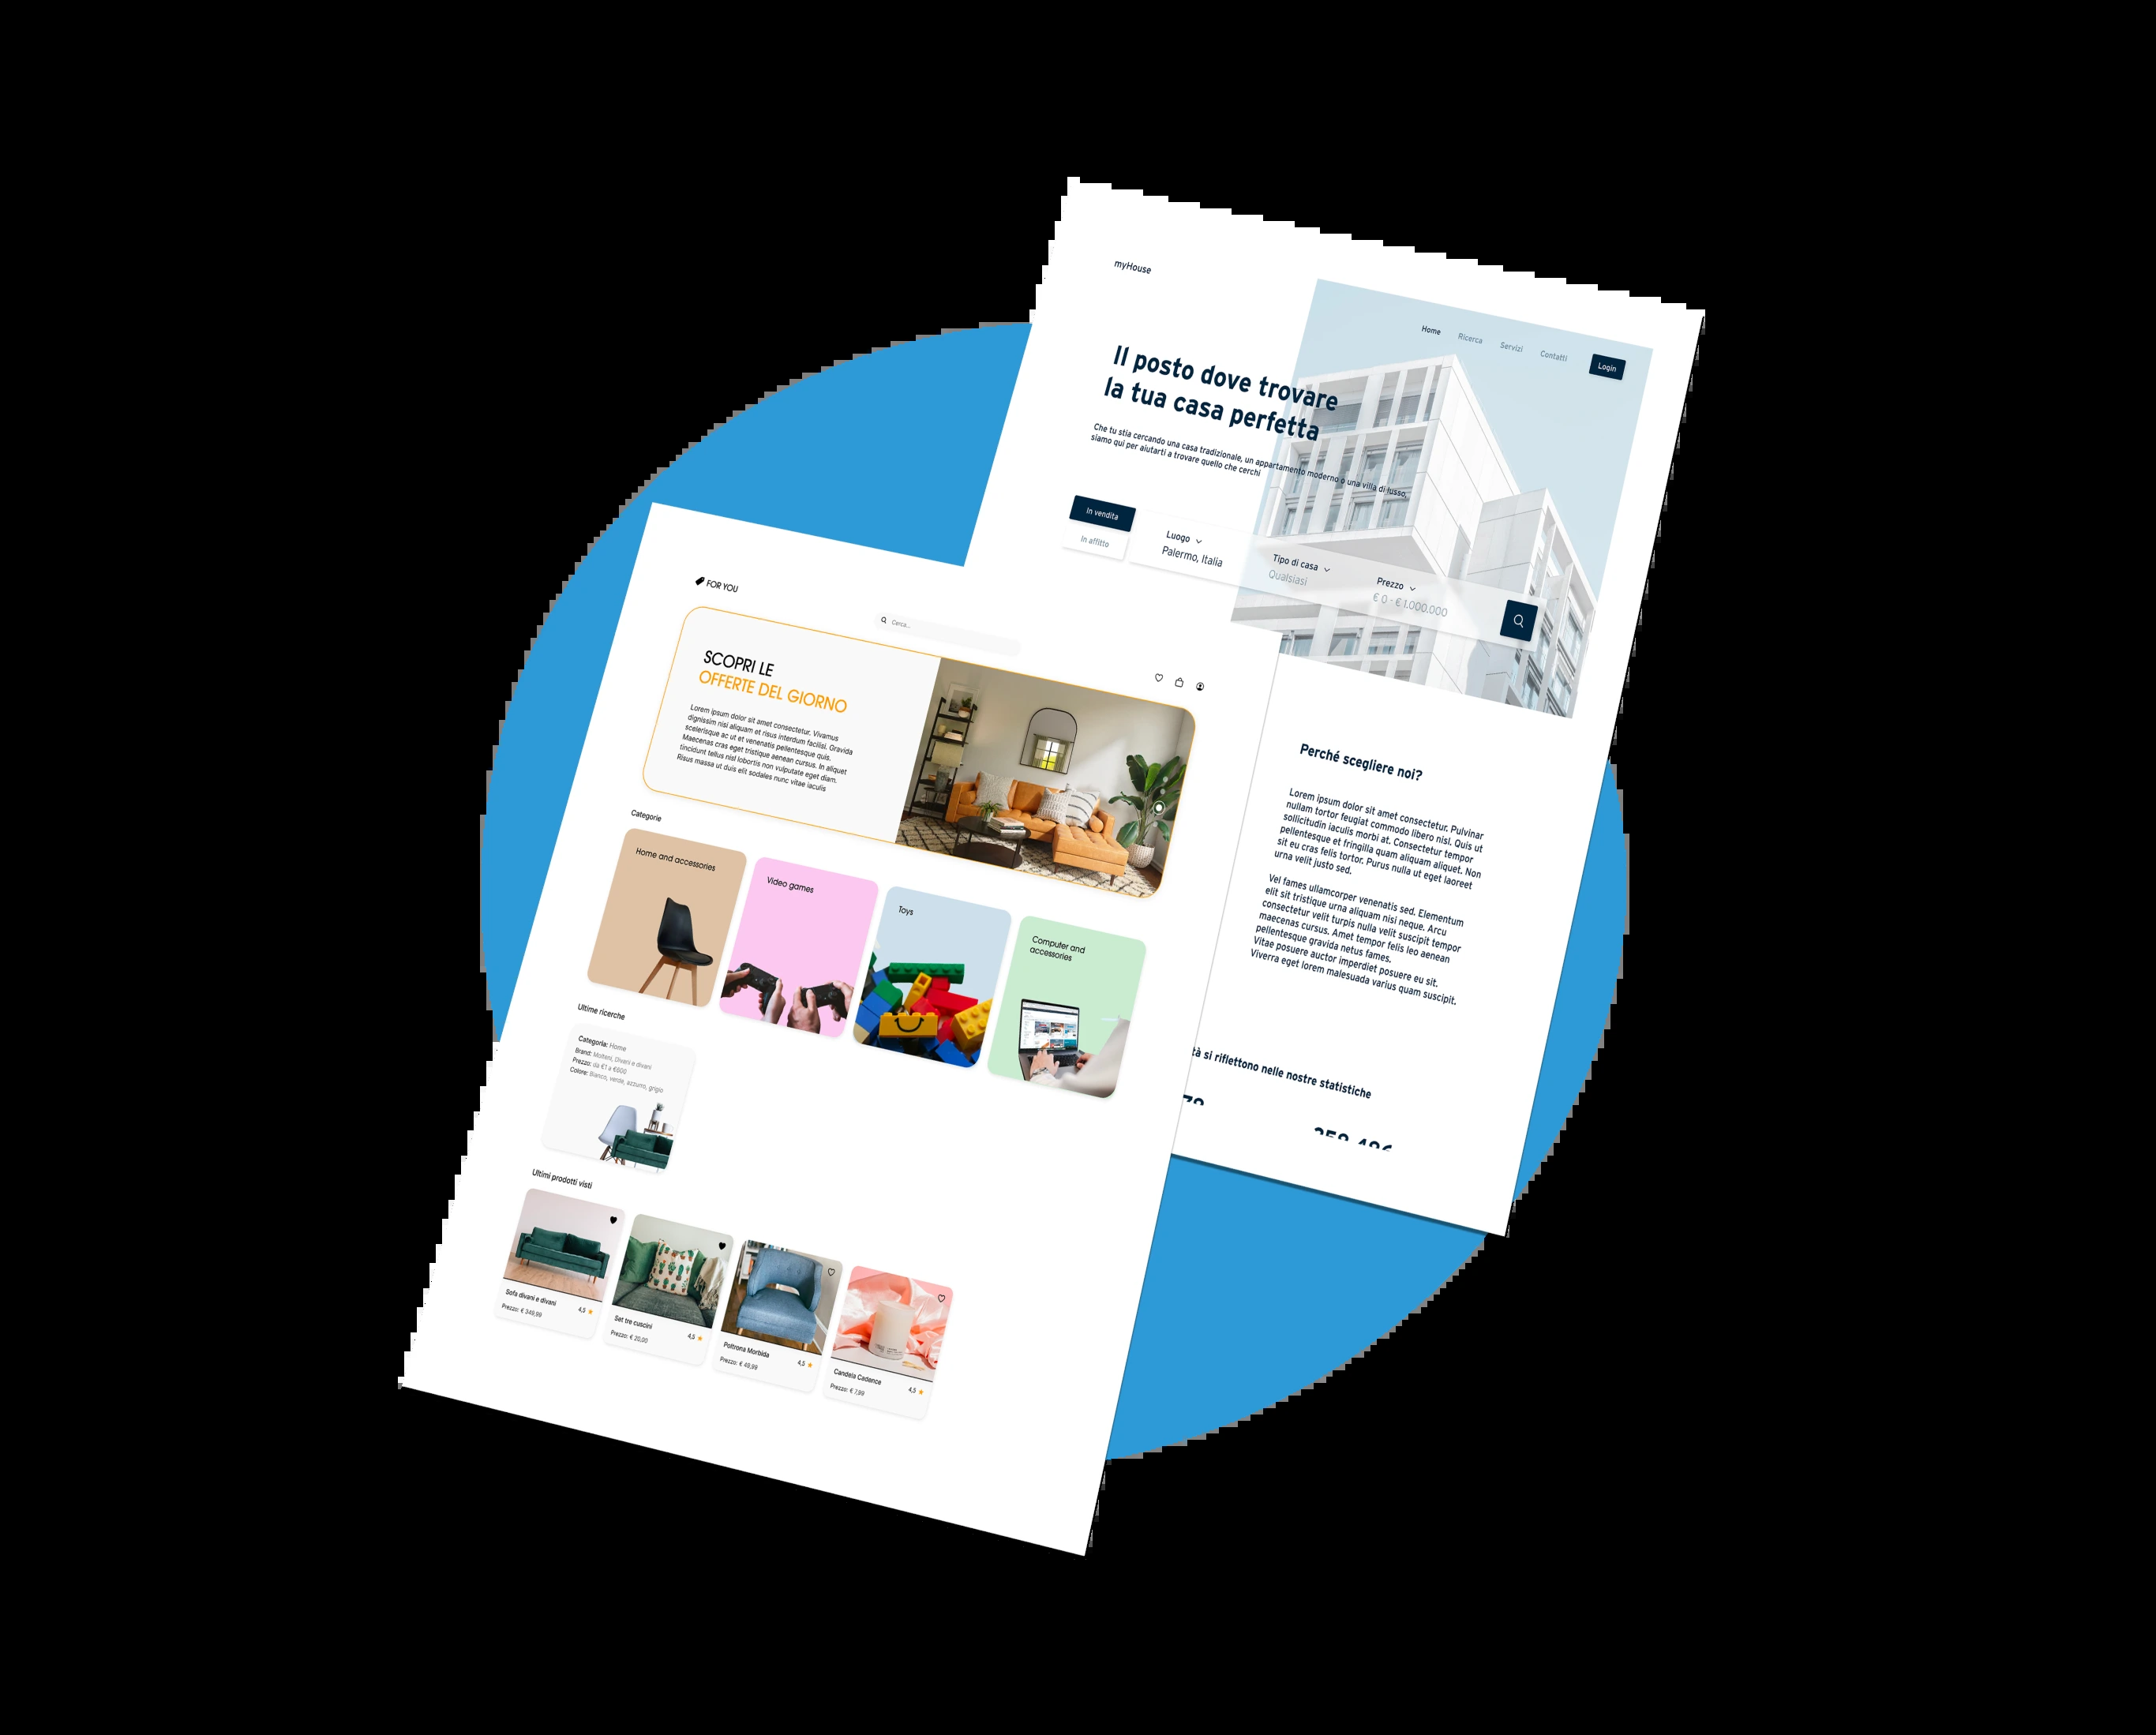 myHouse
Home
Ricerca
Servizi
Contatti
Login
Il posto dove trovare
la tua casa perfetta
Che tu stia cercando una casa tradizionale, un appartamento moderno o una villa di lusso,
siamo qui per aiutarti a trovare quello che cerchi
In vendita
In affitto
Luogo
Palermo, Italia
Tipo di casa
Qualsiasi
Prezzo
€ 0 - € 1.000.000
Perché scegliere noi?
Lorem ipsum dolor sit amet consectetur. Pulvinar
nullam tortor feugiat commodo libero nisl. Quis ut
sollicitudin iaculis morbi at. Consectetur tempor
pellentesque et fringilla quam aliquam aliquet. Non
sit eu cras felis tortor. Purus nulla ut eget laoreet
urna velit justo sed.
Vel fames ullamcorper venenatis sed. Elementum
elit sit tristique urna aliquam nisi neque. Arcu
consectetur velit turpis nulla velit suscipit tempor
maecenas cursus. Amet tempor felis leo aenean
pellentesque gravida netus fames.
Vitae posuere auctor imperdiet posuere eu sit.
Viverra eget lorem malesuada varius quam suscipit.
tà si riflettono nelle nostre statistiche
FOR YOU
Cerca...
SCOPRI LE
OFFERTE DEL GIORNO
Lorem ipsum dolor sit amet consectetur. Vivamus
dignissim nisi aliquam et risus interdum facilisi. Gravida
scelerisque ac ut et venenatis pellentesque quis.
Maecenas cras eget tristique aenean cursus. In aliquet
tincidunt tellus nisl lobortis non vulputate eget diam.
Risus massa ut duis elit sodales nunc vitae iaculis
Categorie
Home and accessories
Video games
Toys
Computer and
accessories
Ultime ricerche
Categoria: Home
Brand: Molteni, Divani e divani
Prezzo: da €1 a €600
Colore: Bianco, verde, azzurro, grigio
Ultimi prodotti visti
Sofa divani e divani
4,5
Prezzo: € 349,99
Set tre cuscini
4,5
Prezzo: € 20,00
Poltrona Morbida
4,5
Prezzo: € 49,99
Candela Cadence
4,5
Prezzo: € 7,99